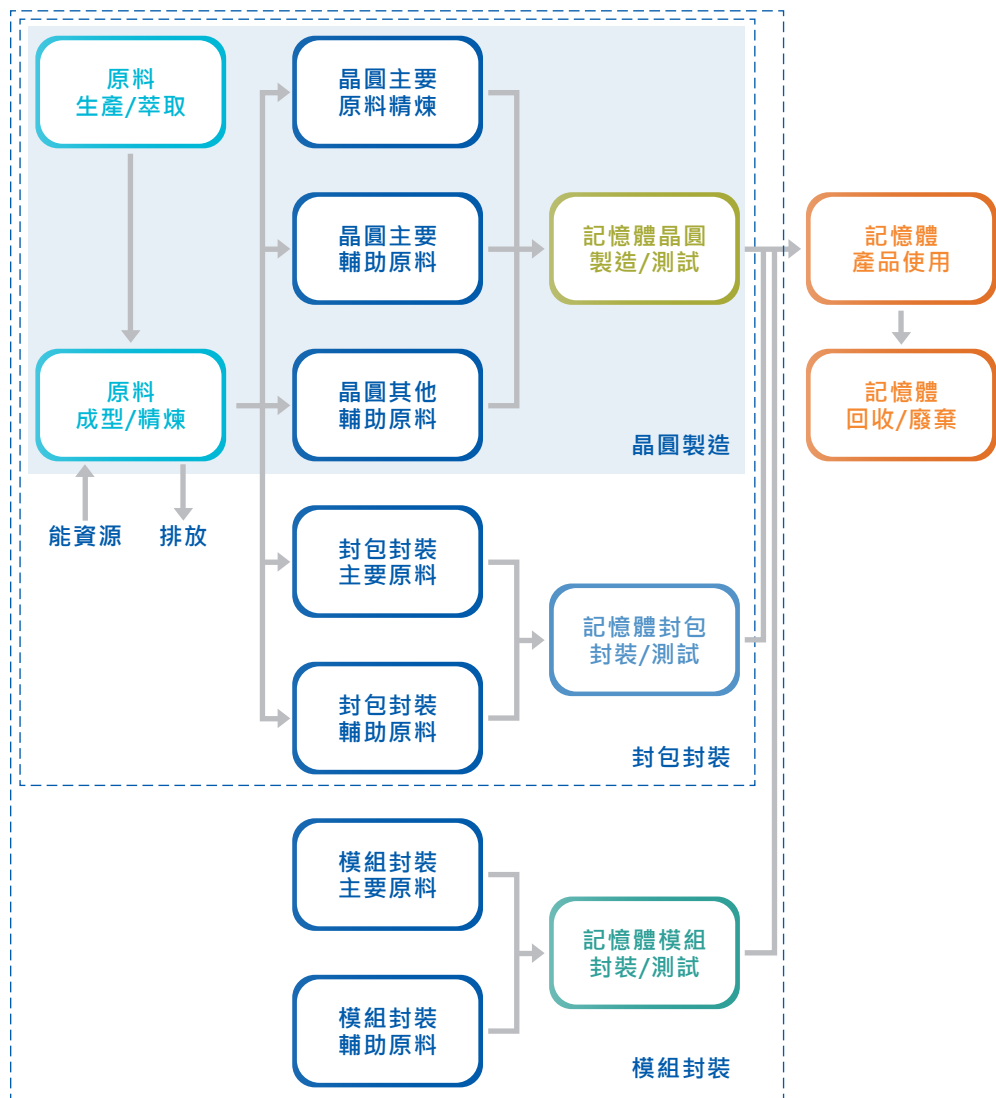 原料
生產/萃取
晶圓主要
原料精煉
晶圓主要
輔助原料
記憶體晶圓
製造/測試
記憶體
產品使用
原料
成型/精煉
晶圓其他
輔助原料
記憶體
回收/廢棄
晶圓製造
能資源
排放
封包封裝
主要原料
記憶體封包
封裝/測試
封包封裝
輔助原料
封包封裝
模組封裝
主要原料
記憶體模組
封裝/測試
模組封裝
輔助原料
模組封裝